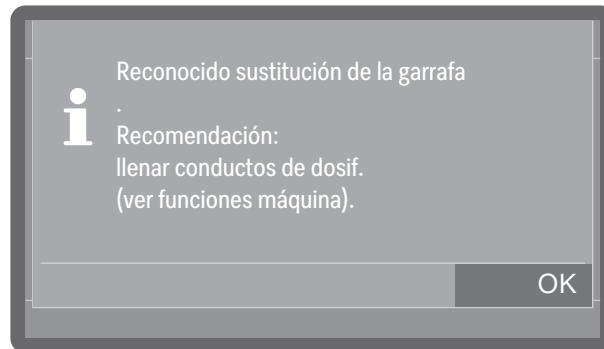 Reconocido sustitución de la garrafa
.
Recomendación:
llenar conductos de dosif.
(ver funciones máquina).
OK